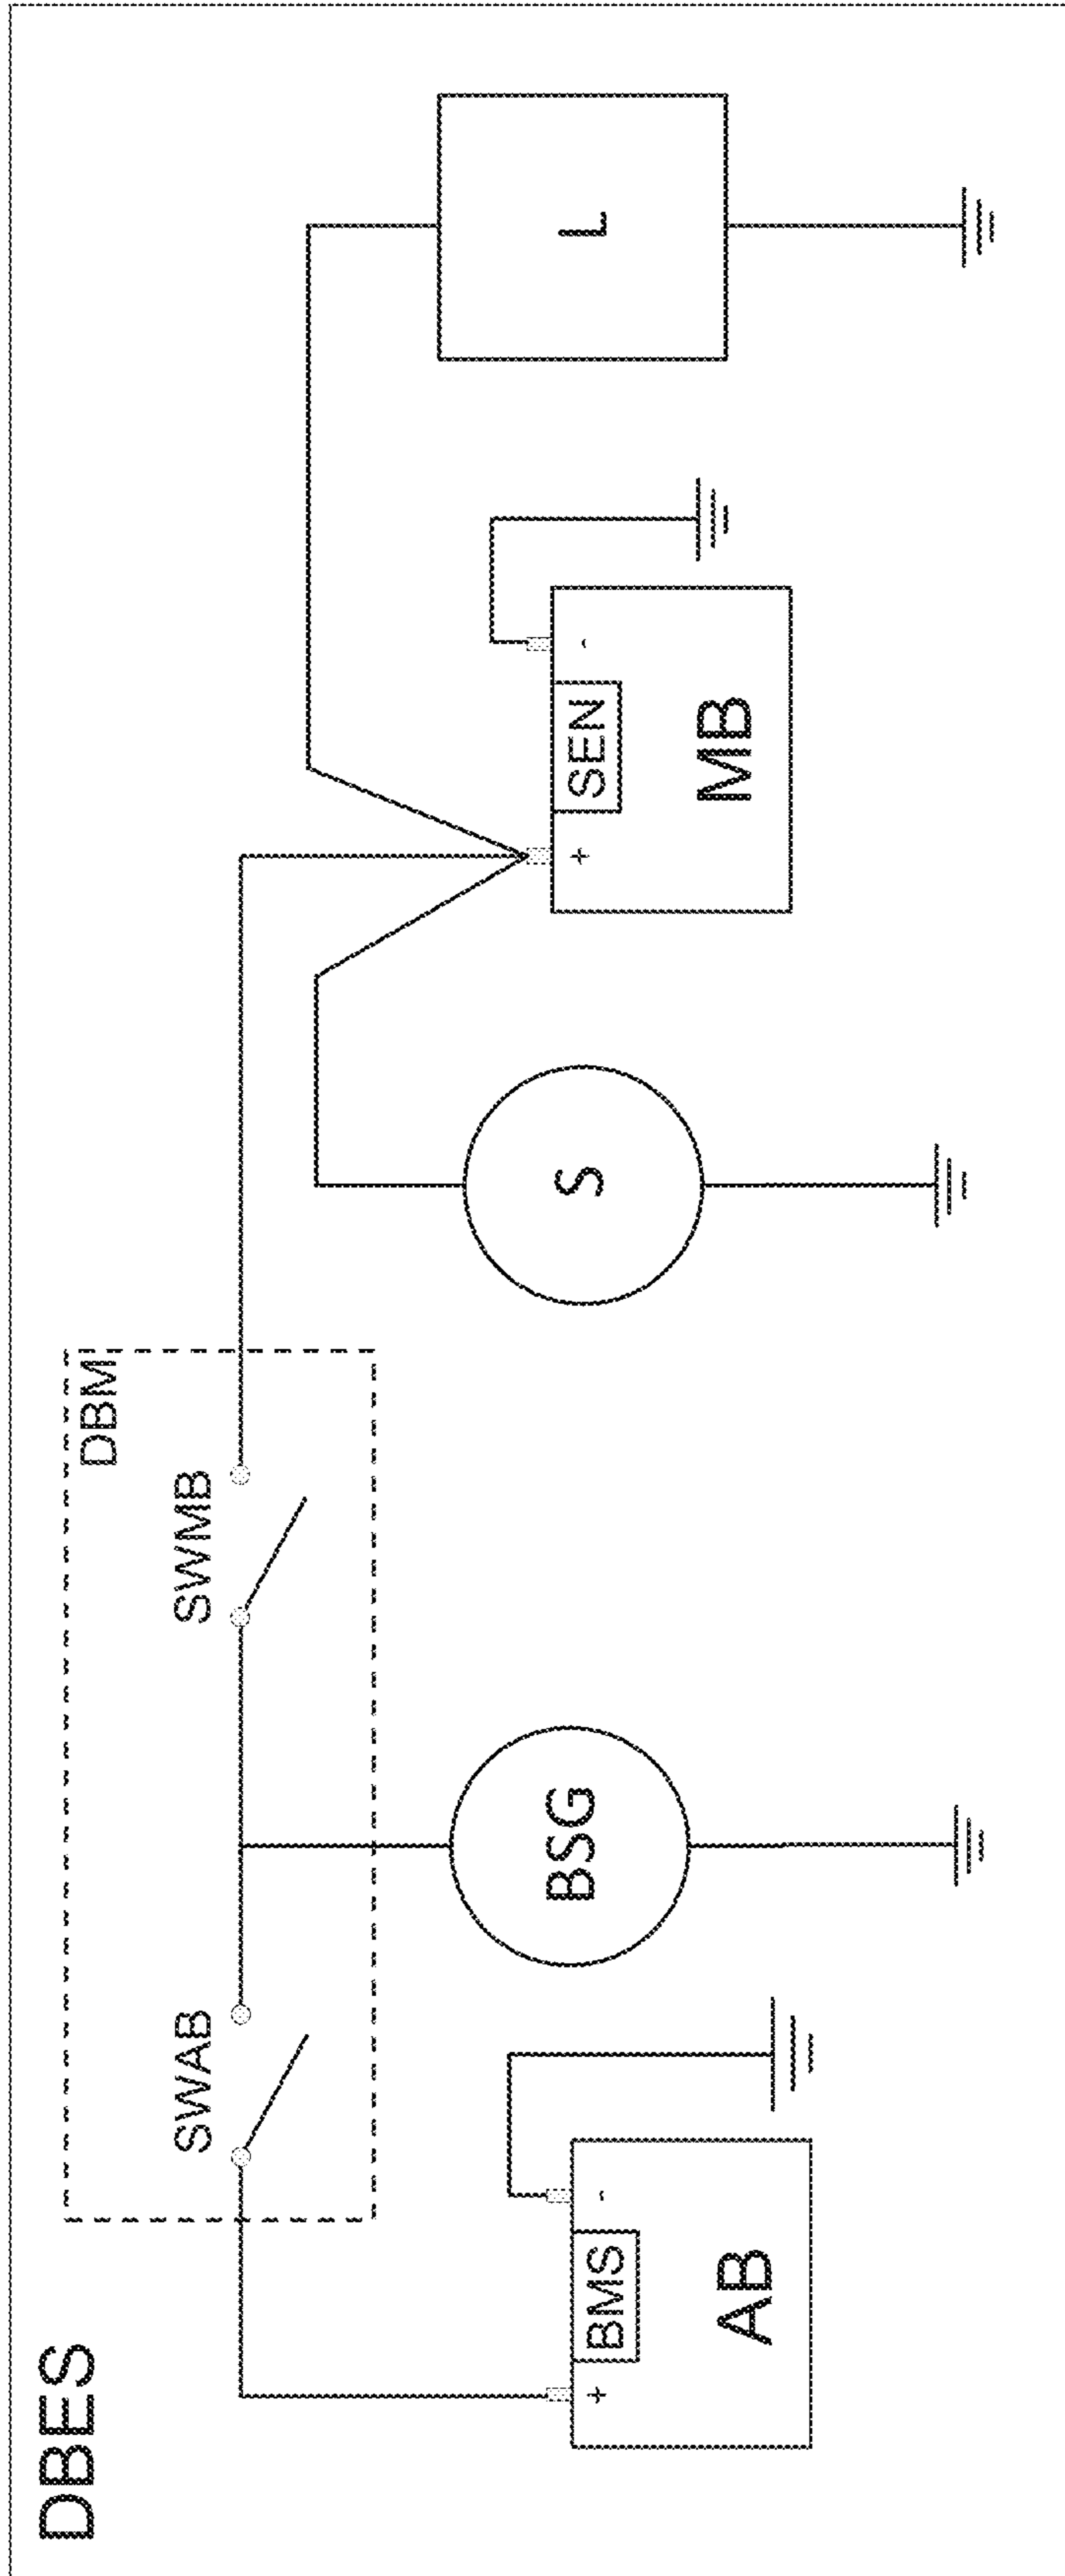 DBES
DBM
SWAB
SWMB
BSG
S
L
+
BMS
-
AB
+
SEN
-
MB